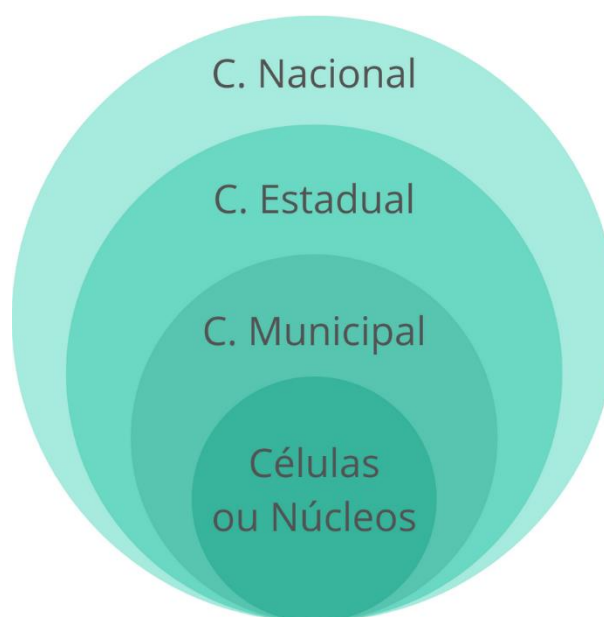 C. Nacional
C. Estadual
C. Municipal
Células
ou Núcleos